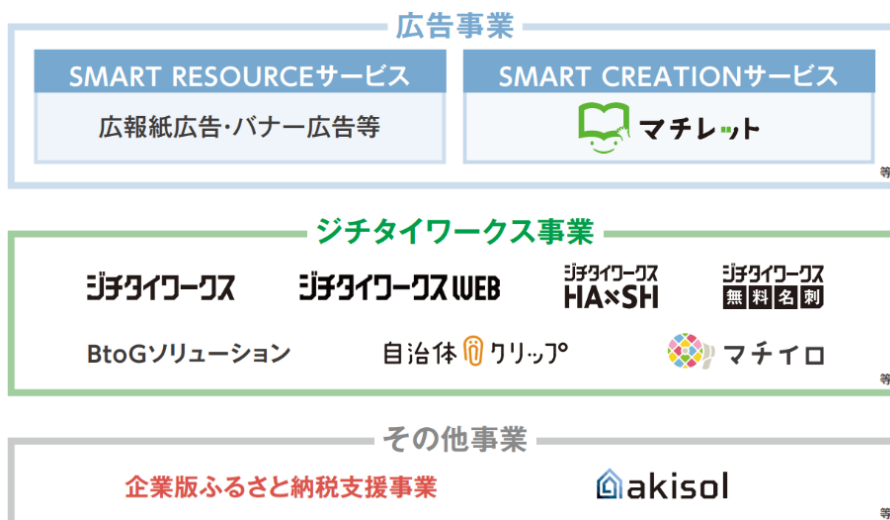 広告事業
SMART RESOURCEサービス
広報紙広告・バナー広告等
SMART CREATIONサービス
マチレット
等
ジチタイワークス事業
ジチタイワークス
ジチタイワークス WEB
ジチタイワークス
HA×SH
ジチタイワークス
無料名刺
BtoGソリューション
自治体クリップ
マチイロ
等
その他事業
企業版ふるさと納税支援事業
akisol
等